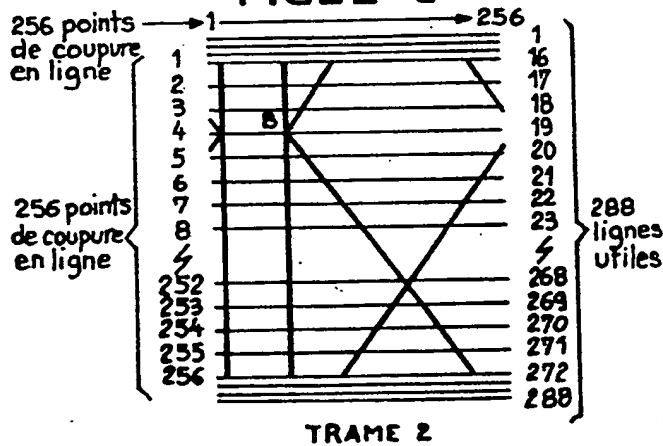 256 points
de coupure
en ligne
1 256
1
1 16
2 17
3 18
4 B 19
5 20
6 21
7 22
8 23
252 268
253 269
254 270
255 271
256 272
288
256 points
de coupure
en ligne
288
lignes
utiles
TRAME 2